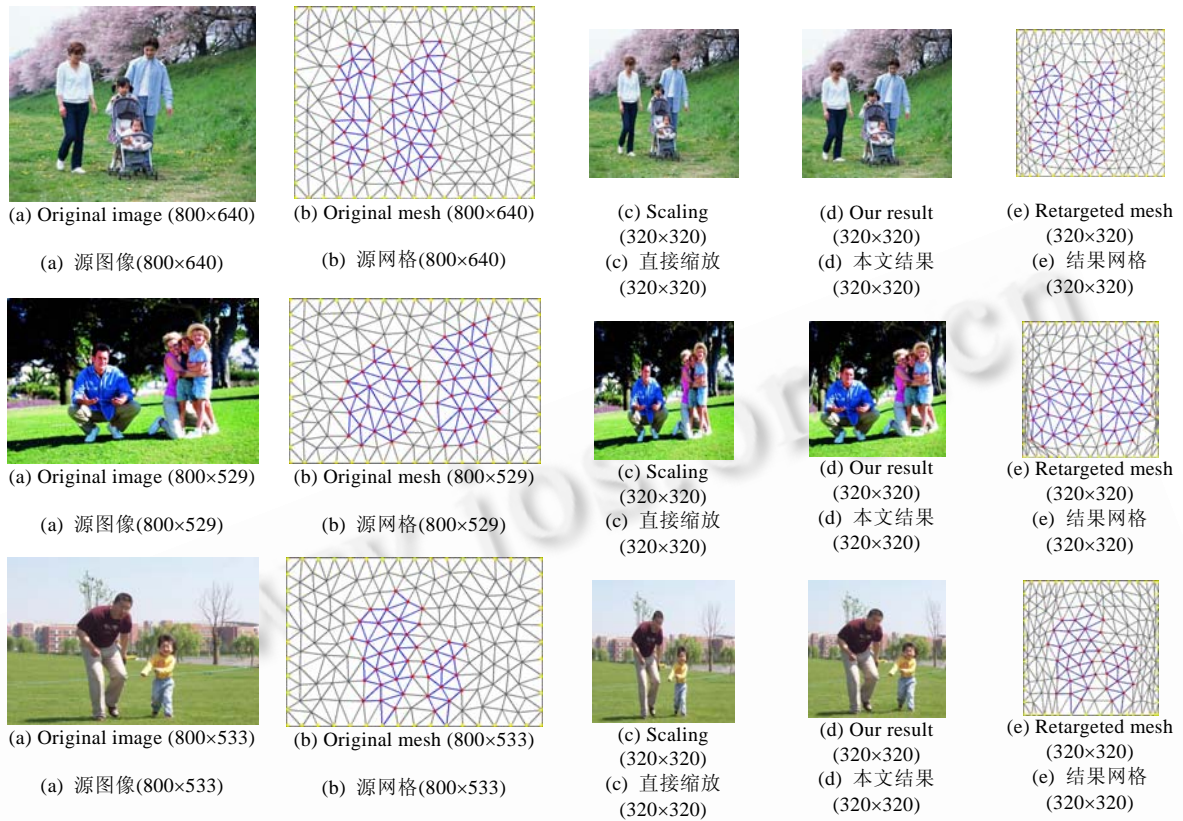 (a) Original image (800×640)
(b) Original mesh (800×640)
(c) Scaling
(320×320)
(d) Our result
(320×320)
(e) Retargeted mesh
(320×320)
(a) 源图像(800×640)
(b) 源网格(800×640)
(c) 直接缩放
(320×320)
(d) 本文结果
(320×320)
(e) 结果网格
(320×320)
(a) Original image (800×529)
(b) Original mesh (800×529)
(c) Scaling
(320×320)
(d) Our result
(320×320)
(e) Retargeted mesh
(320×320)
(a) 源图像(800×529)
(b) 源网格(800×529)
(c) 直接缩放
(320×320)
(d) 本文结果
(320×320)
(e) 结果网格
(320×320)
(a) Original image (800×533)
(b) Original mesh (800×533)
(c) Scaling
(320×320)
(d) Our result
(320×320)
(e) Retargeted mesh
(320×320)
(a) 源图像(800×533)
(b) 源网格(800×533)
(c) 直接缩放
(320×320)
(d) 本文结果
(320×320)
(e) 结果网格
(320×320)